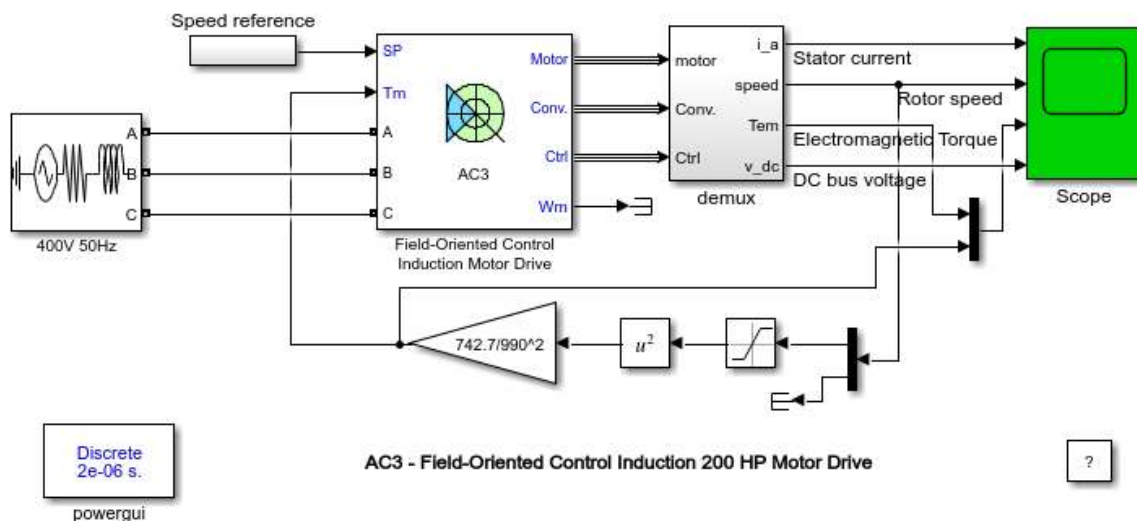 Speed reference
SP
Tm
A
B
C
Motor
Conv.
Ctrl
Wm
AC3
Field-Oriented Control
Induction Motor Drive
A
B
C
400V 50Hz
motor
Conv.
Ctrl
i_a
speed
Tem
v_dc
demux
Stator current
Rotor speed
Electromagnetic Torque
DC bus voltage
Scope
742.7/990^2
u²
Discrete
2e-06 s.
powergui
AC3 - Field-Oriented Control Induction 200 HP Motor Drive
?